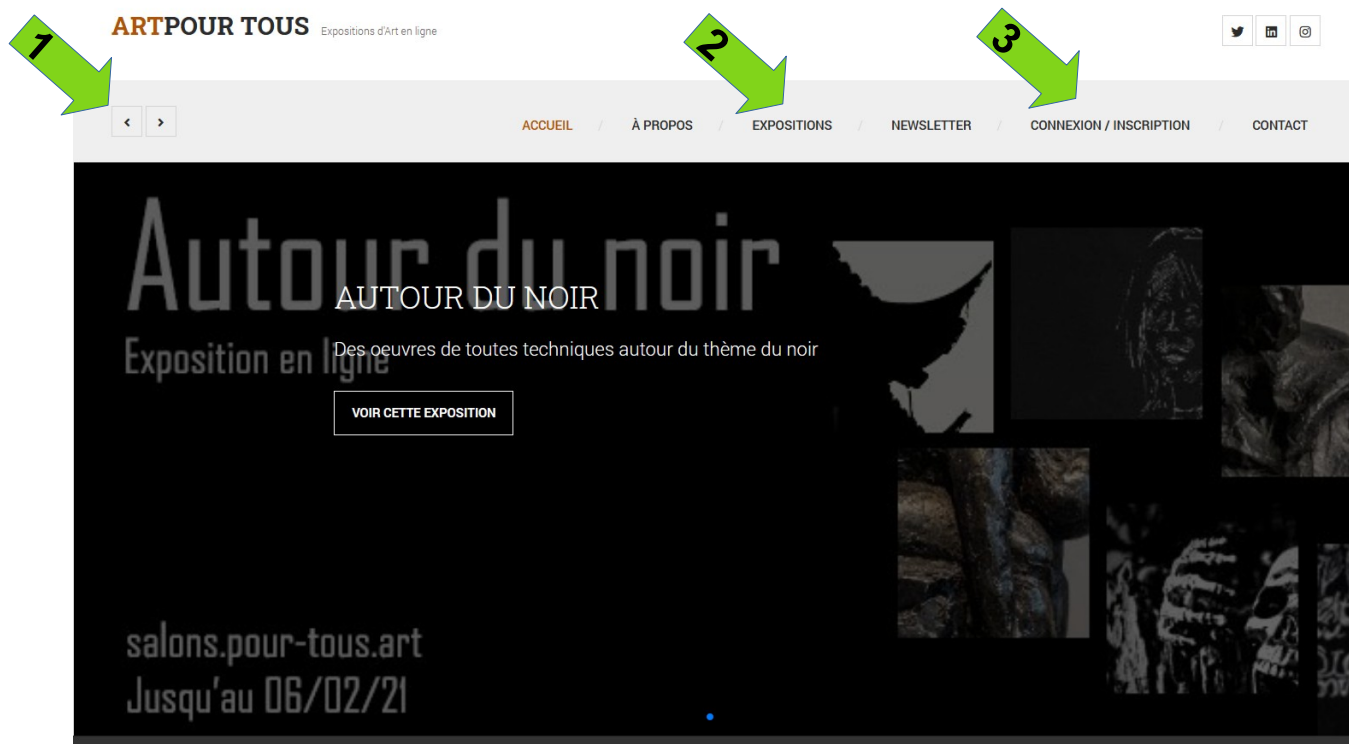 1
2
3
ARTPOUR TOUS Expositions d'Art en ligne
ACCUEIL / À PROPOS / EXPOSITIONS / NEWSLETTER / CONNEXION / INSCRIPTION / CONTACT
Autour du noir
AUTOUR DU NOIR
Exposition en ligne
Des oeuvres de toutes techniques autour du thème du noir
VOIR CETTE EXPOSITION
salons.pour-tous.art
Jusqu'au 06/02/21